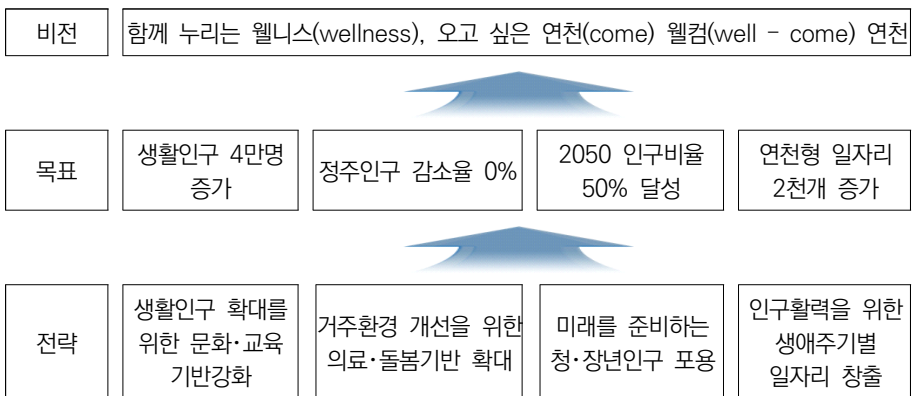 비전
함께 누리는 웰니스(wellness), 오고 싶은 연천(come) 웰컴(well - come) 연천
목표
생활인구 4만명
증가
정주인구 감소율 0%
2050 인구비율
50% 달성
연천형 일자리
2천개 증가
전략
생활인구 확대를
위한 문화·교육
기반강화
거주환경 개선을 위한
의료·돌봄기반 확대
미래를 준비하는
청·장년인구 포용
인구활력을 위한
생애주기별
일자리 창출